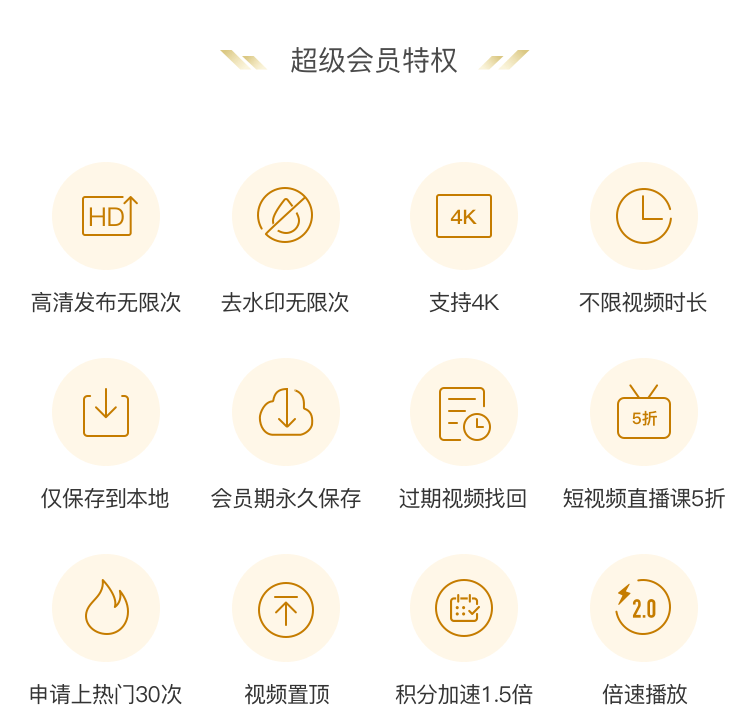 超级会员特权
HD
4K
高清发布无限次 去水印无限次 支持4K 不限视频时长
5折
仅保存到本地 会员期永久保存 过期视频找回 短视频直播课5折
2.0
申请上热门30次 视频置顶 积分加速1.5倍 倍速播放